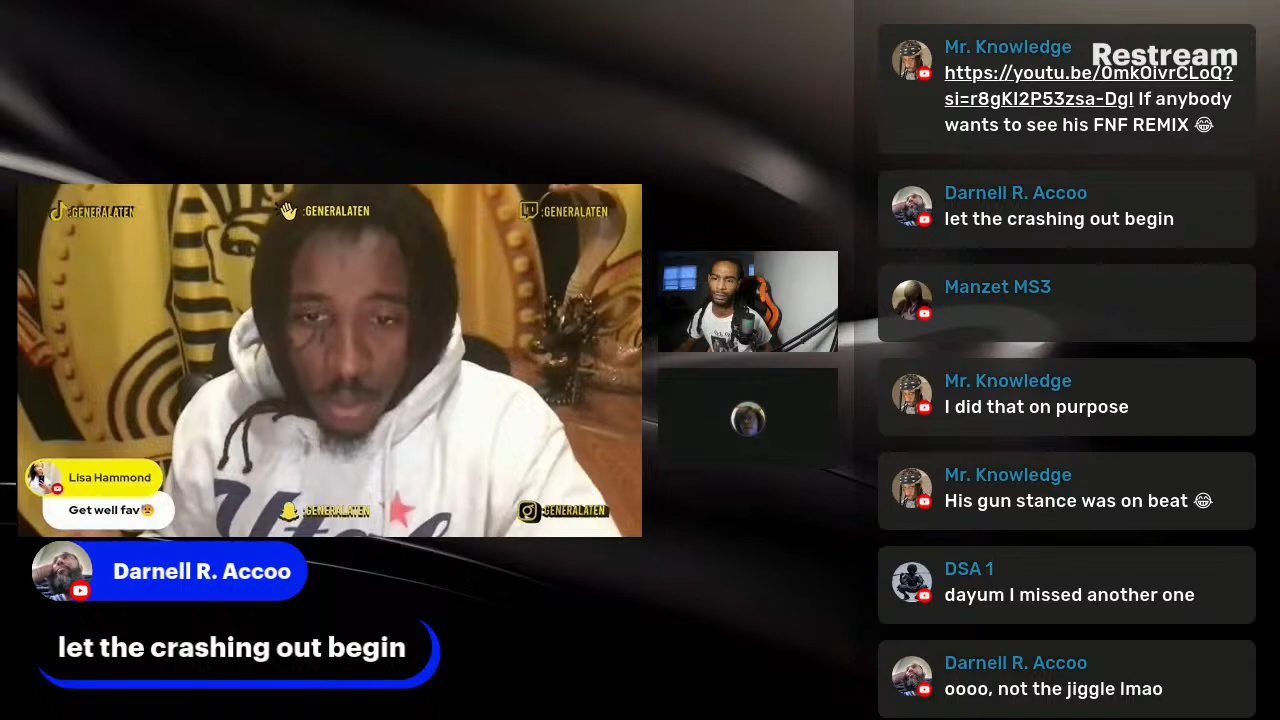 :GENERALATEN
:GENERALATEN
:GENERALATEN
Lisa Hammond
Get well fav😡
:GENERALATEN
:GENERALATEN
Darnell R. Accoo
let the crashing out begin
Restream
Mr. Knowledge
https://youtu.be/0mkOivrCLoQ?
si=r8gKI2P53zsa-Dgl If anybody
wants to see his FNF REMIX 😂
Darnell R. Accoo
let the crashing out begin
Manzet MS3
Mr. Knowledge
I did that on purpose
Mr. Knowledge
His gun stance was on beat 😂
DSA 1
dayum I missed another one
Darnell R. Accoo
oooo, not the jiggle lmao